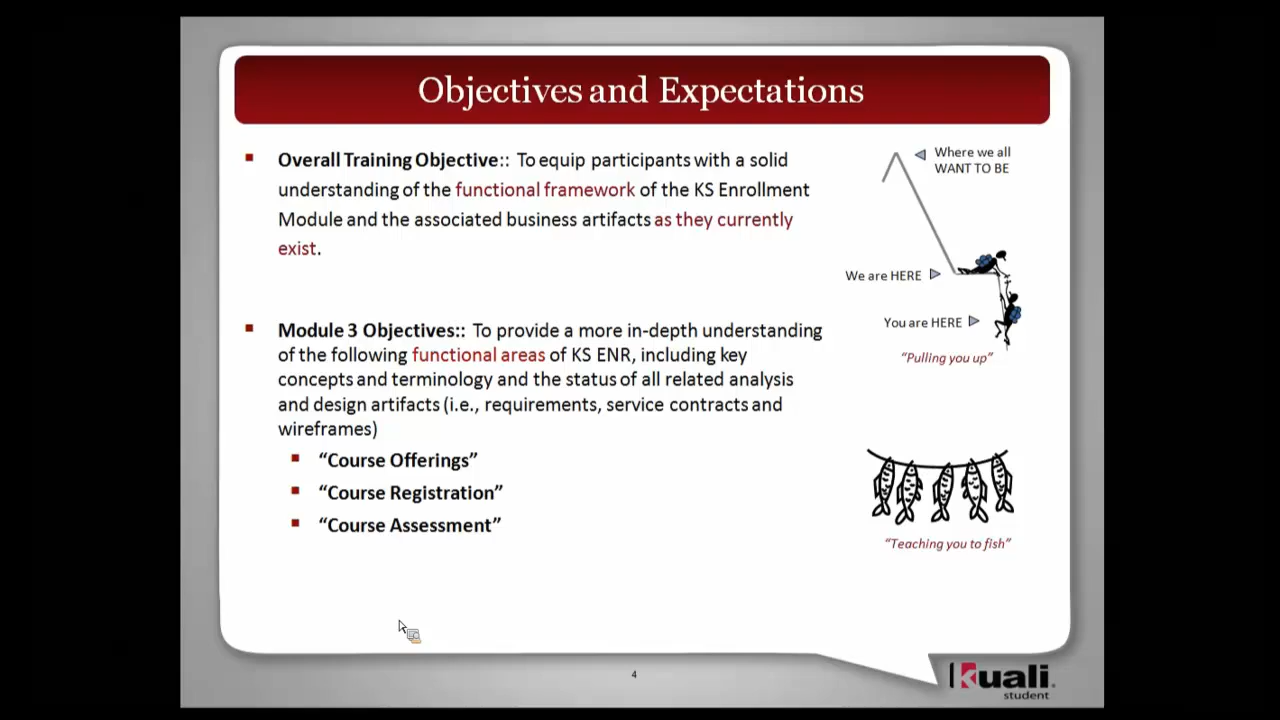 Objectives and Expectations
Overall Training Objective:: To equip participants with a solid
understanding of the functional framework of the KS Enrollment
Module and the associated business artifacts as they currently
exist.
Where we all
WANT TO BE
We are HERE
You are HERE
"Pulling you up"
Module 3 Objectives:: To provide a more in-depth understanding
of the following functional areas of KS ENR, including key
concepts and terminology and the status of all related analysis
and design artifacts (i.e., requirements, service contracts and
wireframes)
"Course Offerings"
"Course Registration"
"Course Assessment"
"Teaching you to fish"
4
kuali
student